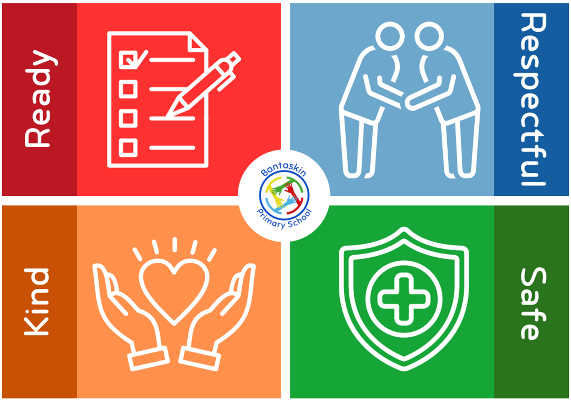 Ready
Respectful
Bantaskin
Primary School
Kind
Safe